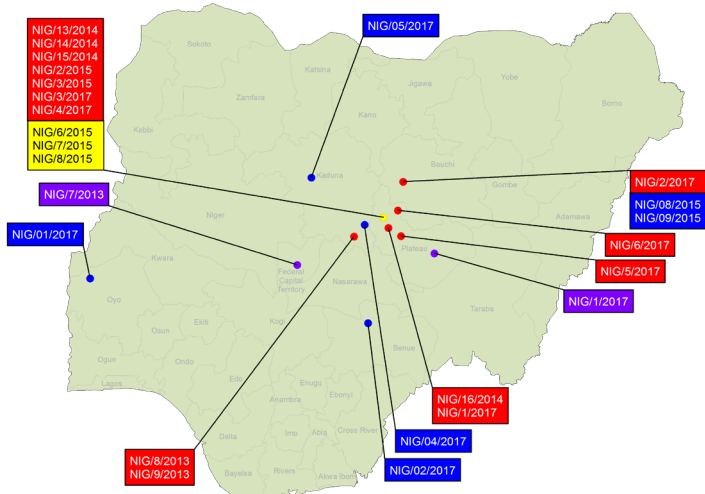 NIG/05/2017
NIG/13/2014
NIG/14/2014
NIG/15/2014
NIG/2/2015
NIG/3/2015
NIG/3/2017
NIG/4/2017
NIG/6/2015
NIG/7/2015
NIG/8/2015
NIG/7/2013
NIG/01/2017
NIG/2/2017
NIG/08/2015
NIG/09/2015
NIG/6/2017
NIG/5/2017
NIG/1/2017
NIG/16/2014
NIG/1/2017
NIG/04/2017
NIG/02/2017
NIG/8/2013
NIG/9/2013
Sokoto
Katsina
Jigawa
Yobe
Borno
Zamfara
Kano
Kebbi
Kaduna
Bauchi
Gombe
Adamawa
Niger
Plateau
Kwara
Federal
Capital
Territory
Nasarawa
Oyo
Taraba
Kogi
Osun
Ekiti
Benue
Ogun
Ondo
Lagos
Edo
Enugu
Anambra
Ebonyi
Delta
Imo
Abia
Cross River
Bayelsa
Rivers
Akwa Ibom